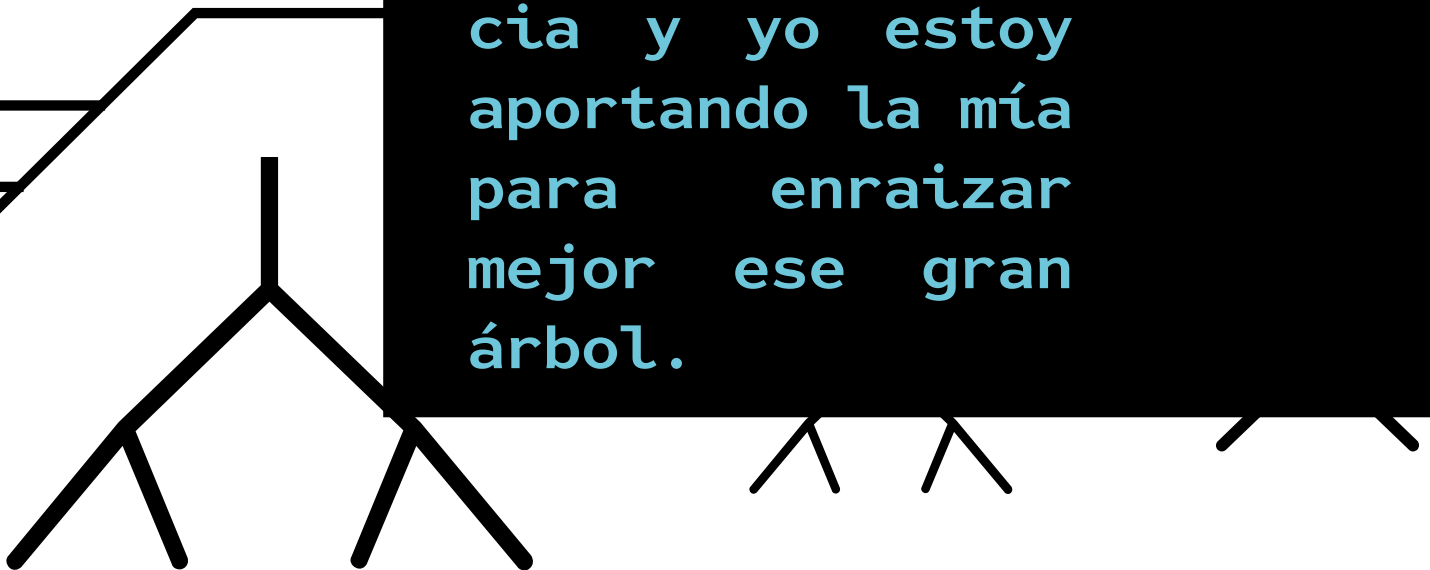 cia y yo estoy
aportando la mía
para enraizar
mejor ese gran
árbol.